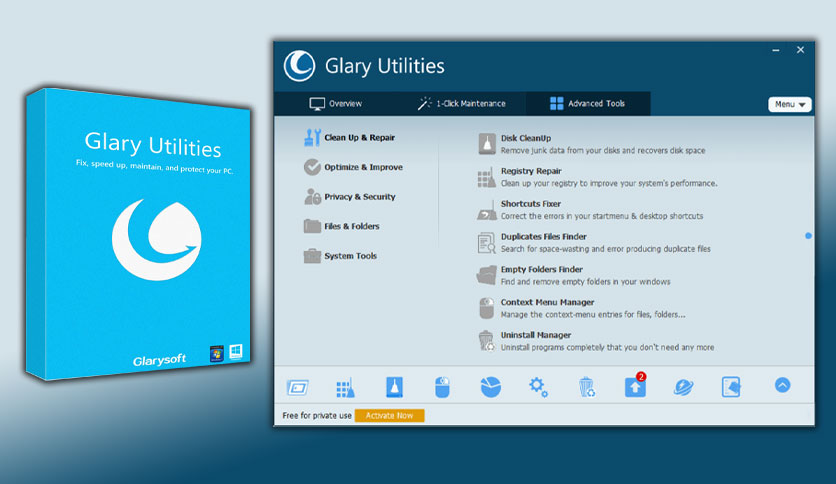 Glary Utilities
Fix, speed up, maintain, and protect your PC.
Glarysoft
Glary Utilities
Overview
1-Click Maintenance
Advanced Tools
Menu
Clean Up & Repair
Optimize & Improve
Privacy & Security
Files & Folders
System Tools
Disk CleanUp
Remove junk data from your disks and recovers disk space
Registry Repair
Clean up your registry to improve your system's performance.
Shortcuts Fixer
Correct the errors in your startmenu & desktop shortcuts
Duplicates Files Finder
Search for space-wasting and error producing duplicate files
Empty Folders Finder
Find and remove empty folders in your windows
Context Menu Manager
Manage the context-menu entries for files, folders...
Uninstall Manager
Uninstall programs completely that you don't need any more
2
Free for private use
Activate Now